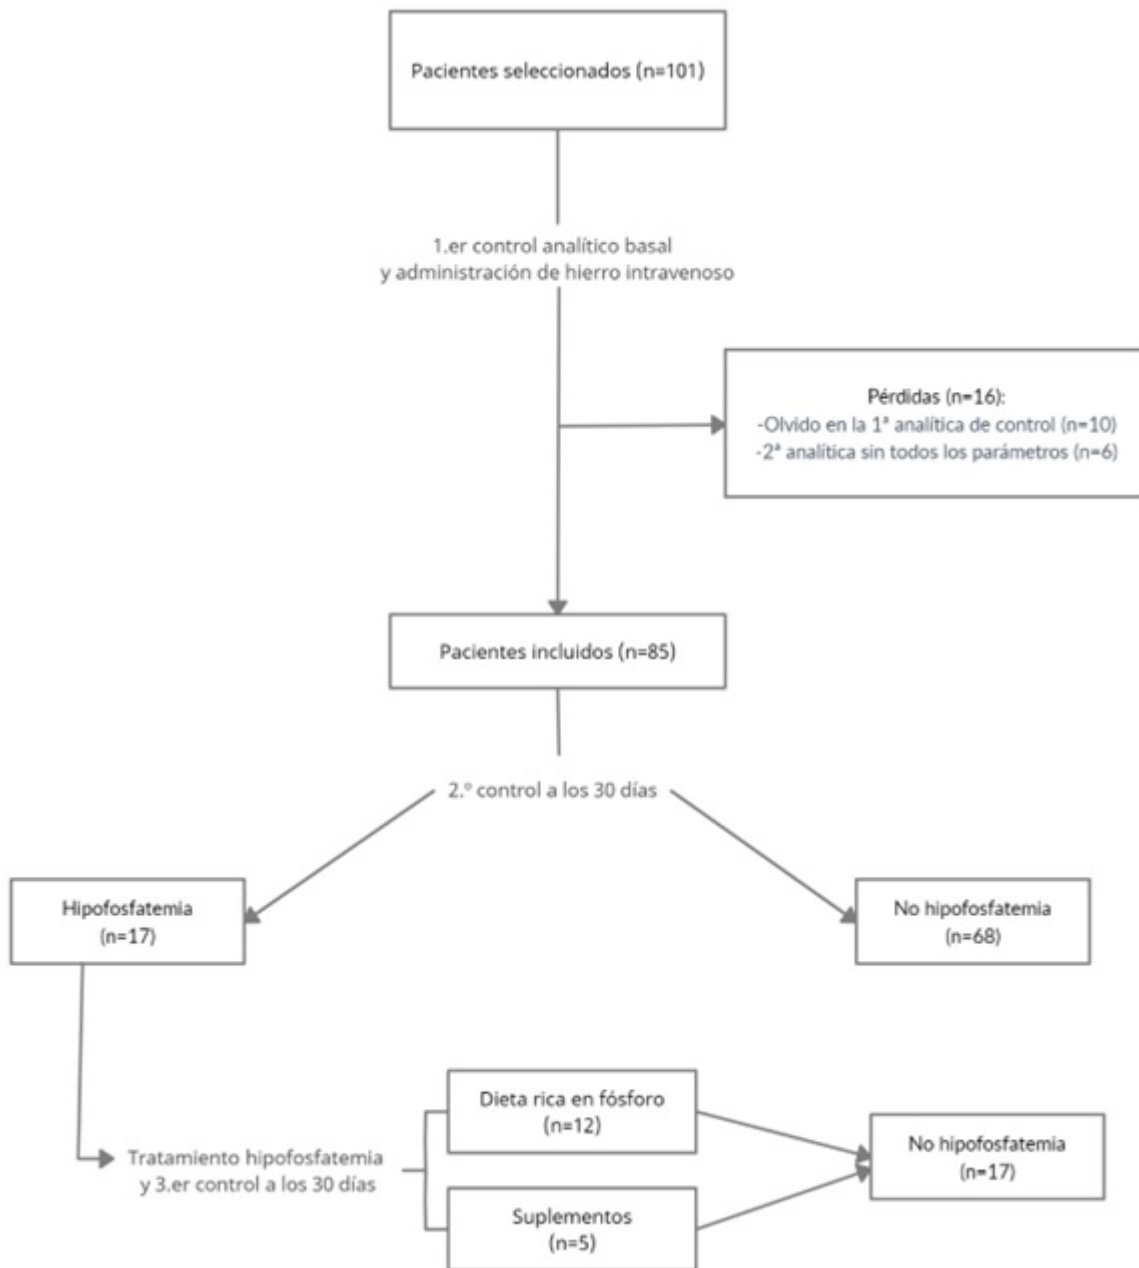 Pacientes seleccionados (n=101)
1.er control analítico basal
y administración de hierro intravenoso
Pérdidas (n=16):
-Olvido en la 1ª analítica de control (n=10)
-2ª analítica sin todos los parámetros (n=6)
Pacientes incluidos (n=85)
2.º control a los 30 días
Hipofosfatemia
(n=17)
No hipofosfatemia
(n=68)
Tratamiento hipofosfatemia
y 3.er control a los 30 días
Dieta rica en fósforo
(n=12)
Suplementos
(n=5)
No hipofosfatemia
(n=17)